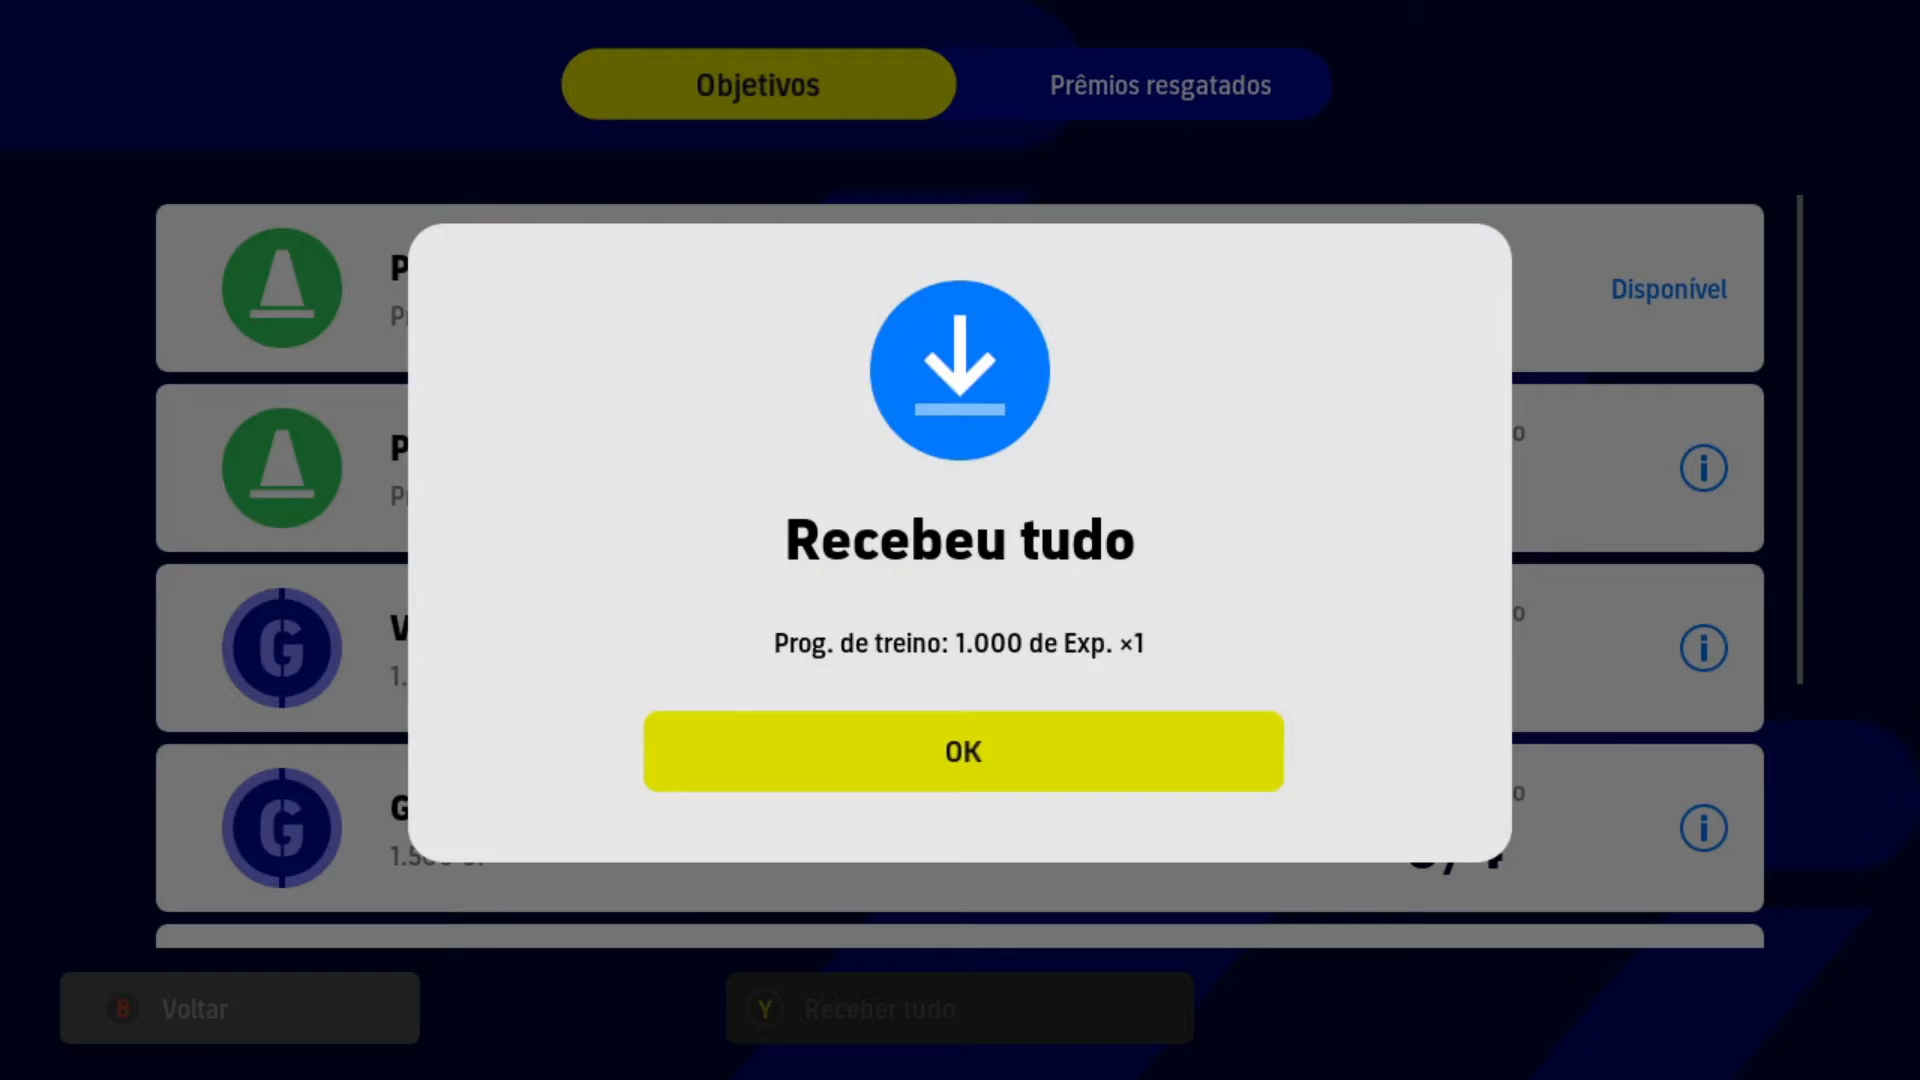 Objetivos
Prêmios resgatados
Disponível
Recebeu tudo
Prog. de treino: 1.000 de Exp. ×1
OK
B Voltar
Y Receber tudo